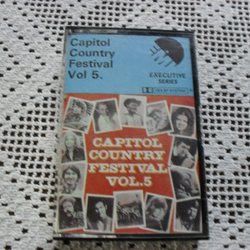 Capitol
Country
Festival
Vol 5.
EXECUTIVE
SERIES
CAPITOL
COUNTRY
FESTIVAL
VOL.5